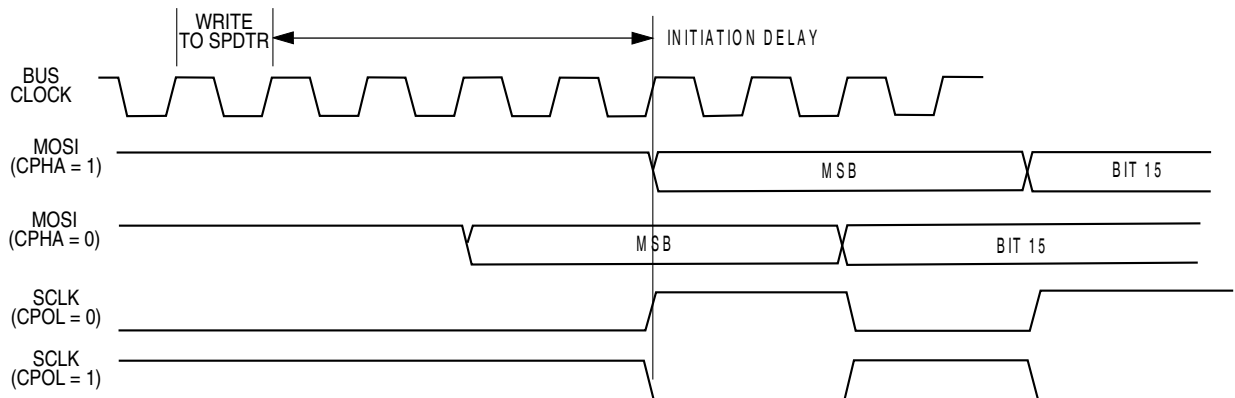 WRITE
TO SPDTR
INITIATION DELAY
BUS
CLOCK
MOSI
(CPHA = 1)
MSB
BIT 15
MOSI
(CPHA = 0)
MSB
BIT 15
SCLK
(CPOL = 0)
SCLK
(CPOL = 1)